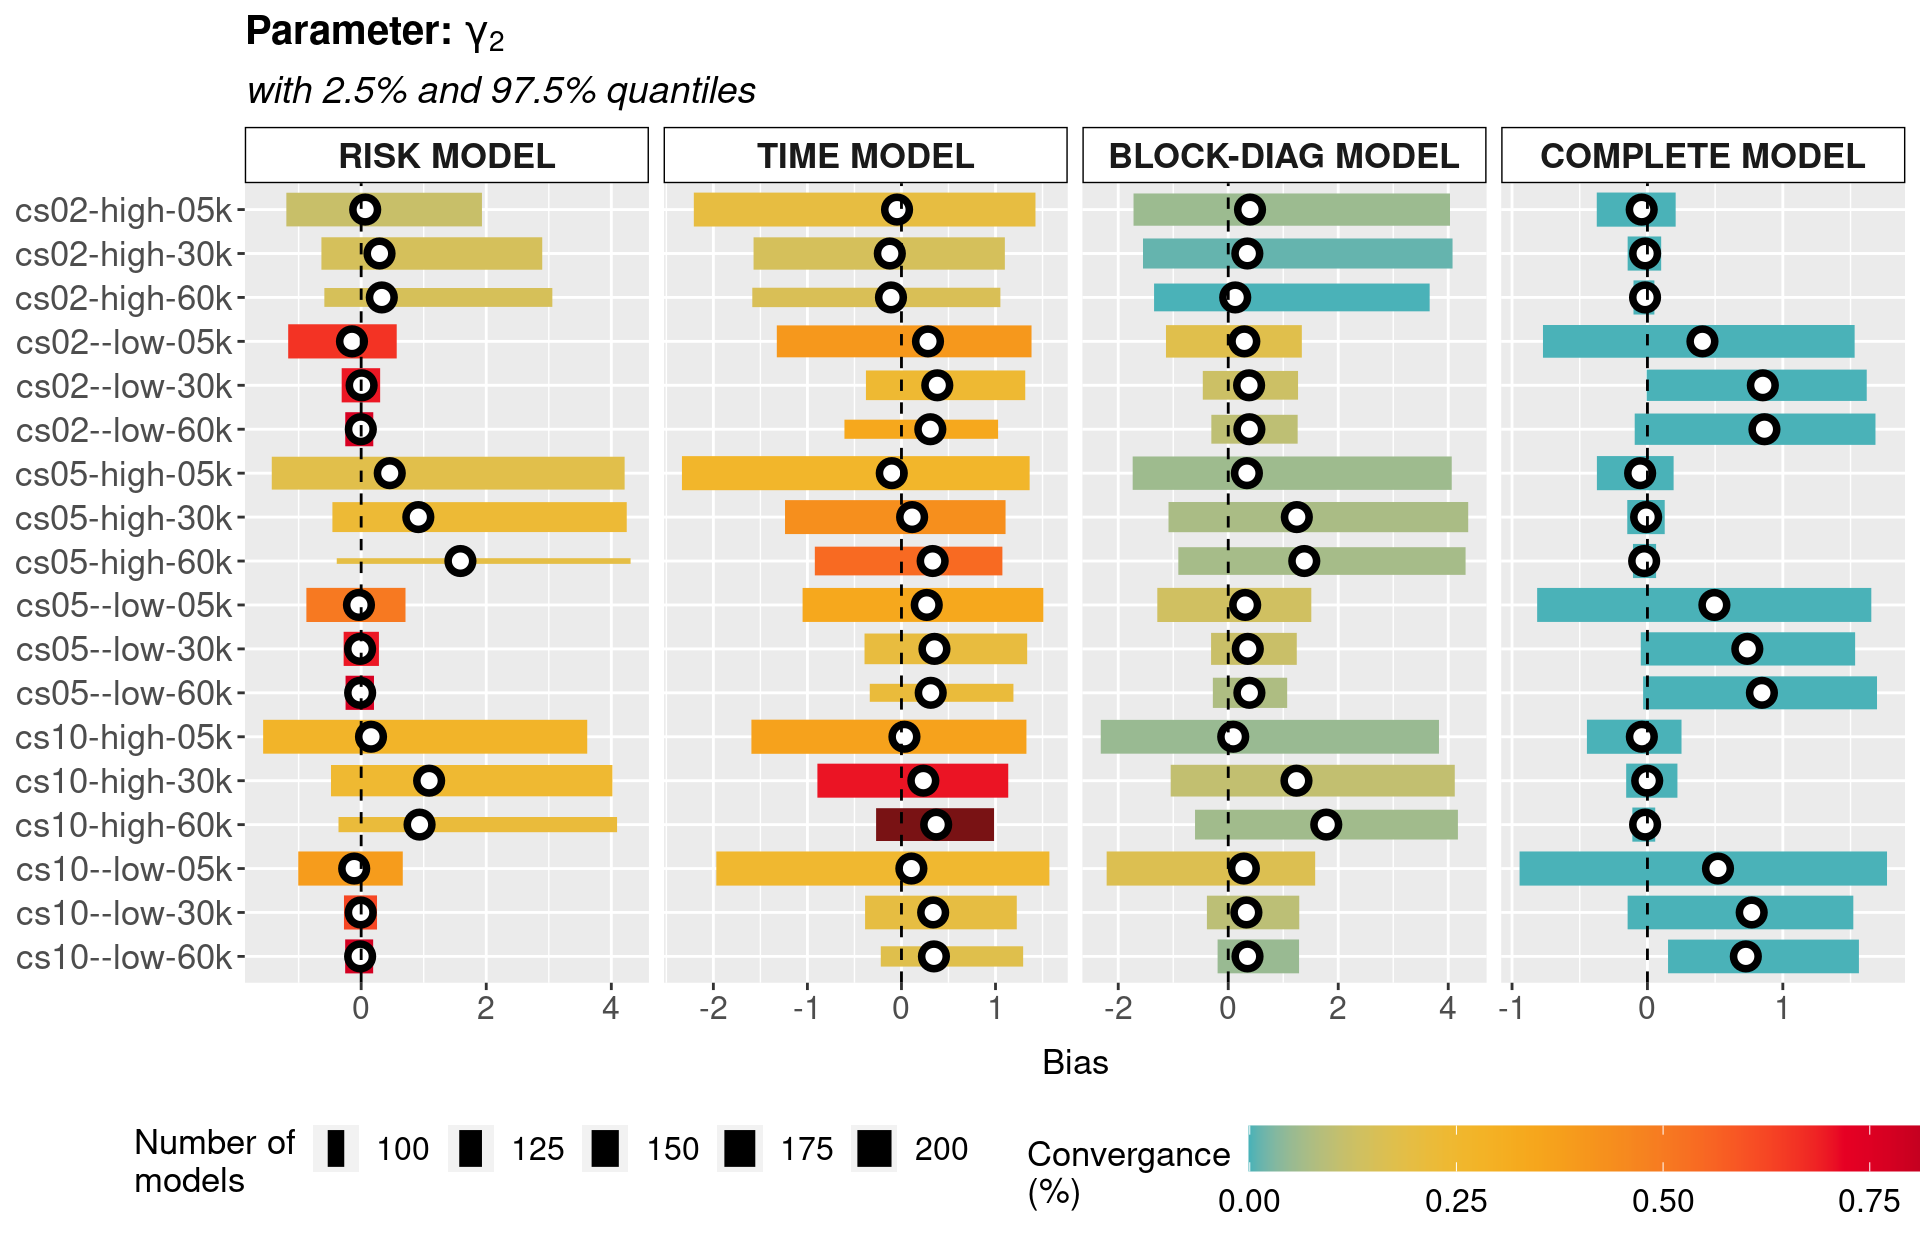 Parameter: γ₂
with 2.5% and 97.5% quantiles
RISK MODEL TIME MODEL BLOCK-DIAG MODEL COMPLETE MODEL
cs02-high-05k
cs02-high-30k
cs02-high-60k
cs02--low-05k
cs02--low-30k
cs02--low-60k
cs05-high-05k
cs05-high-30k
cs05-high-60k
cs05--low-05k
cs05--low-30k
cs05--low-60k
cs10-high-05k
cs10-high-30k
cs10-high-60k
cs10--low-05k
cs10--low-30k
cs10--low-60k
0 2 4 -2 -1 0 1 -2 0 2 4 -1 0 1
Bias
Number of
models
100 125 150 175 200
Convergance
(%)
0.00 0.25 0.50 0.75